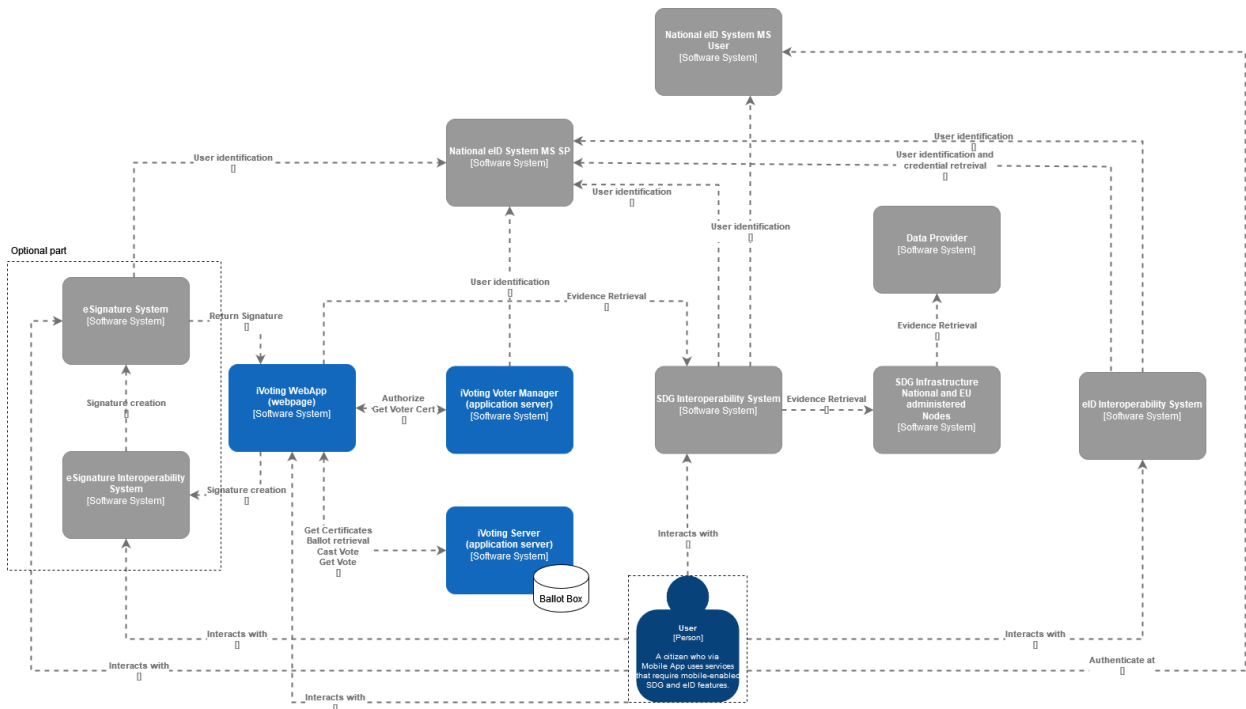 National eID System MS
User
[Software System]
National eID System MS SP
[Software System]
User identification
[]
User identification
[]
User identification and
credential retreival
[]
User identification
[]
User identification
[]
Data Provider
[Software System]
Optional part
eSignature System
[Software System]
User identification
[]
Evidence Retrieval
[]
Return Signature
[]
Evidence Retrieval
[]
iVoting WebApp
(webpage)
[Software System]
Authorize
Get Voter Cert
[]
iVoting Voter Manager
(application server)
[Software System]
SDG Interoperability System
[Software System]
Evidence Retrieval
[]
SDG Infrastructure
National and EU
administered
Nodes
[Software System]
eID Interoperability System
[Software System]
Signature creation
[]
eSignature Interoperability
System
[Software System]
Signature creation
[]
Get Certificates
Ballot retrieval
Cast Vote
Get Vote
[]
iVoting Server
(application server)
[Software System]
Ballot Box
Interacts with
[]
User
[Person]
A citizen who via
Mobile App uses services
that require mobile-enabled
SDG and eID features.
Interacts with
[]
Interacts with
[]
Interacts with
[]
Authenticate at
[]
Interacts with
[]